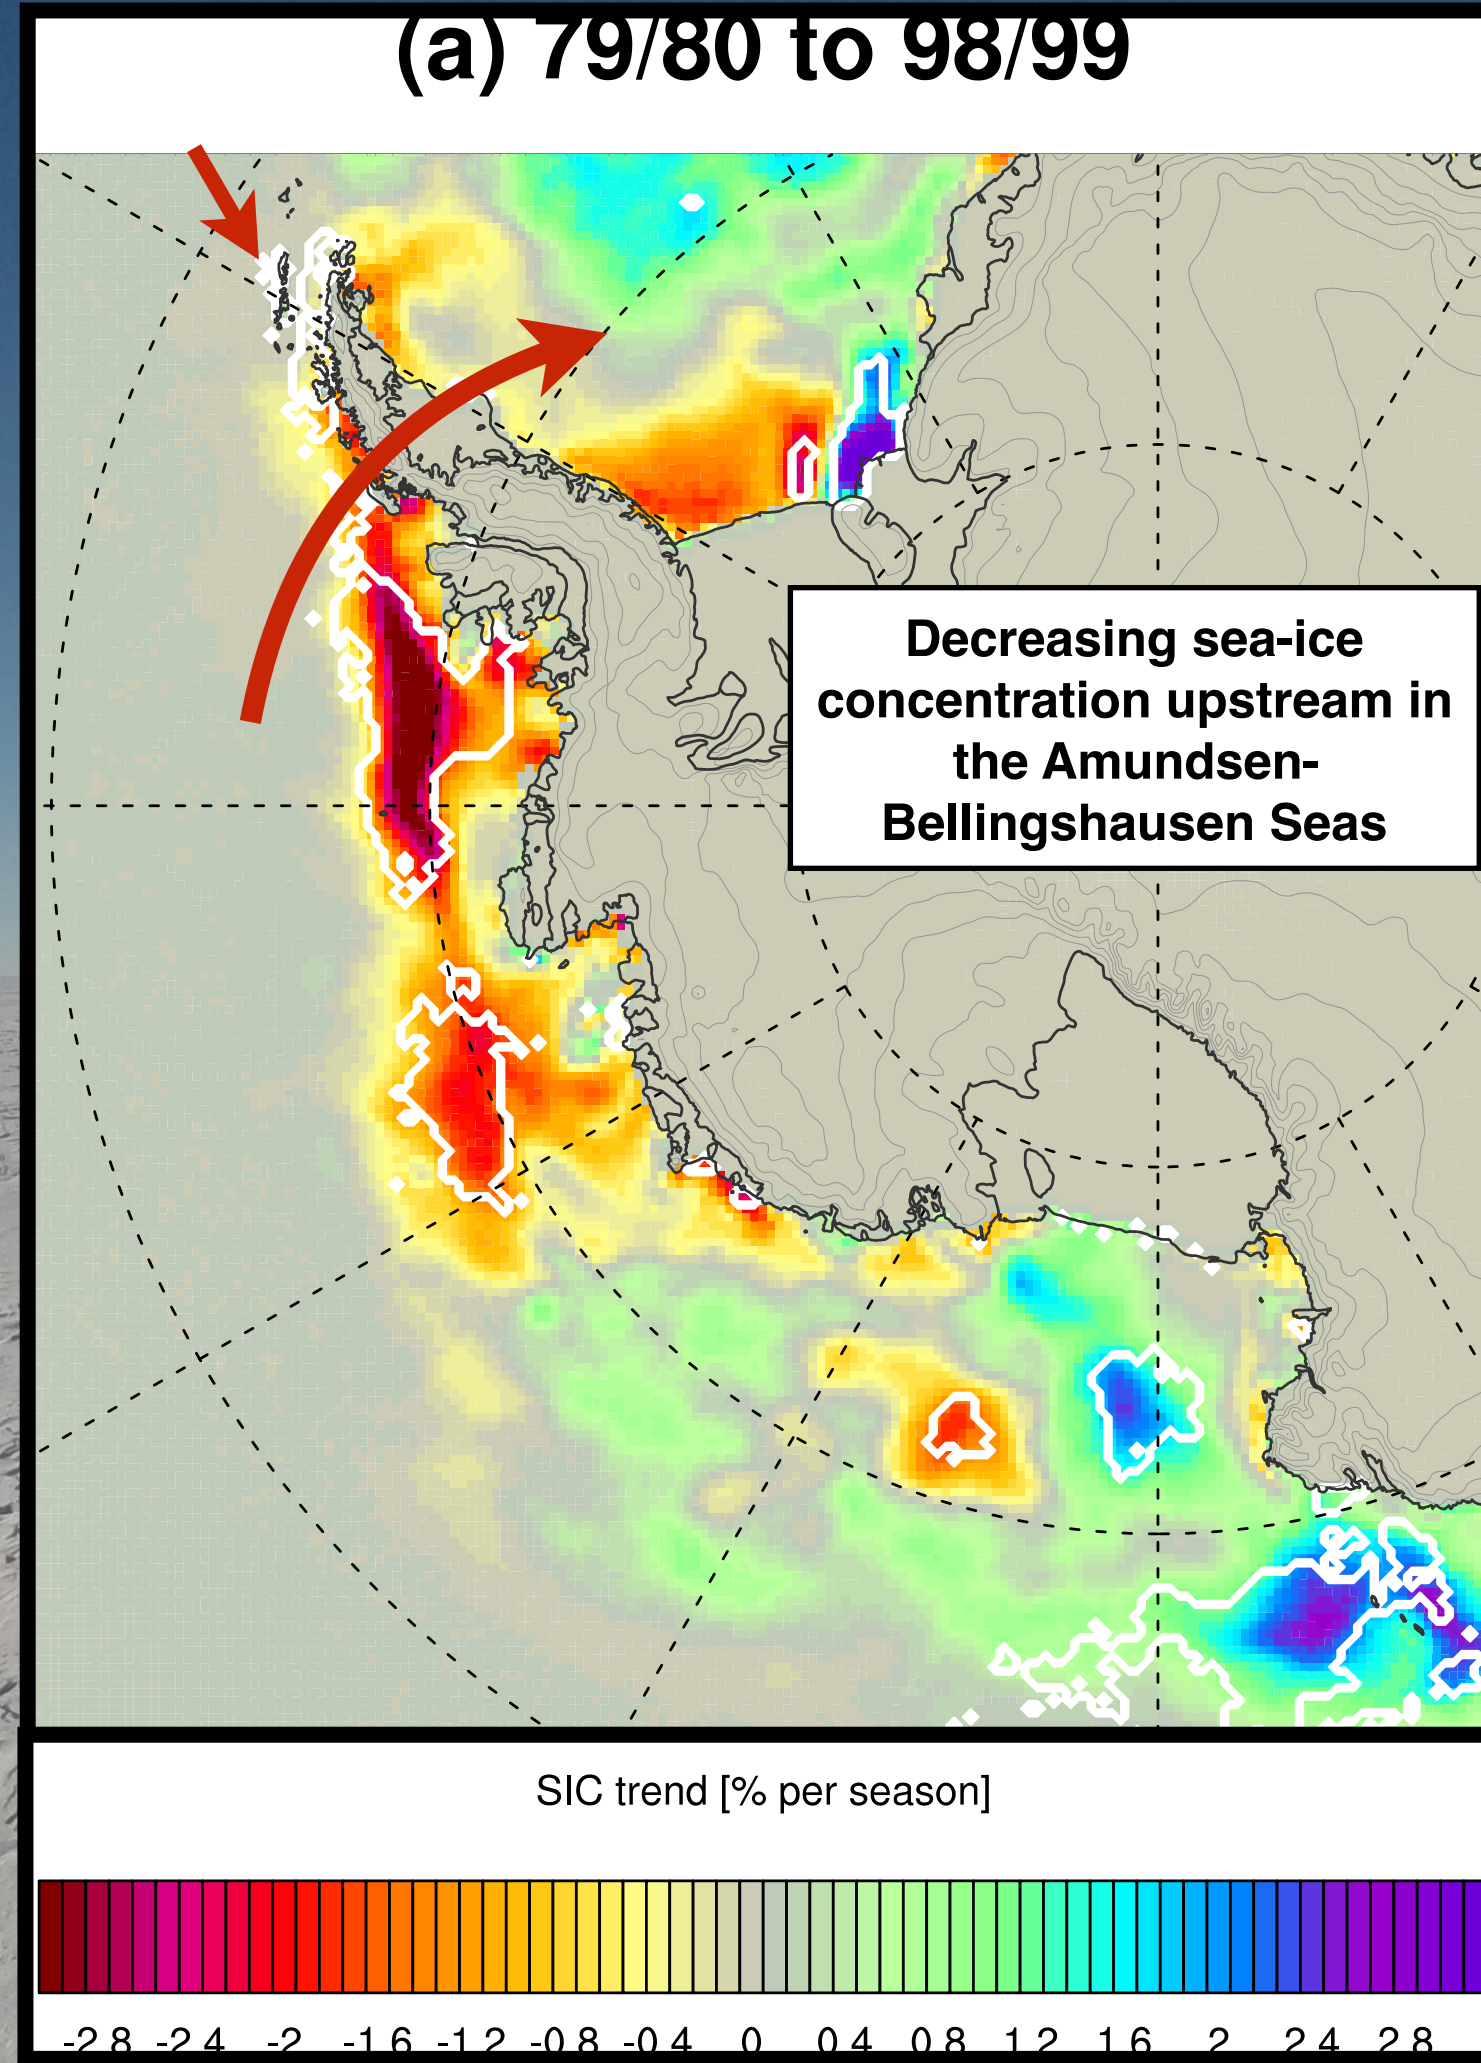 (a) 79/80 to 98/99
Decreasing sea-ice
concentration upstream in
the Amundsen-
Bellingshausen Seas
SIC trend [% per season]
-2 8 -2 4 -2 -1 6 -1 2 -0 8 -0 4 0 0 4 0 8 1 2 1 6 2 2 4 2 8